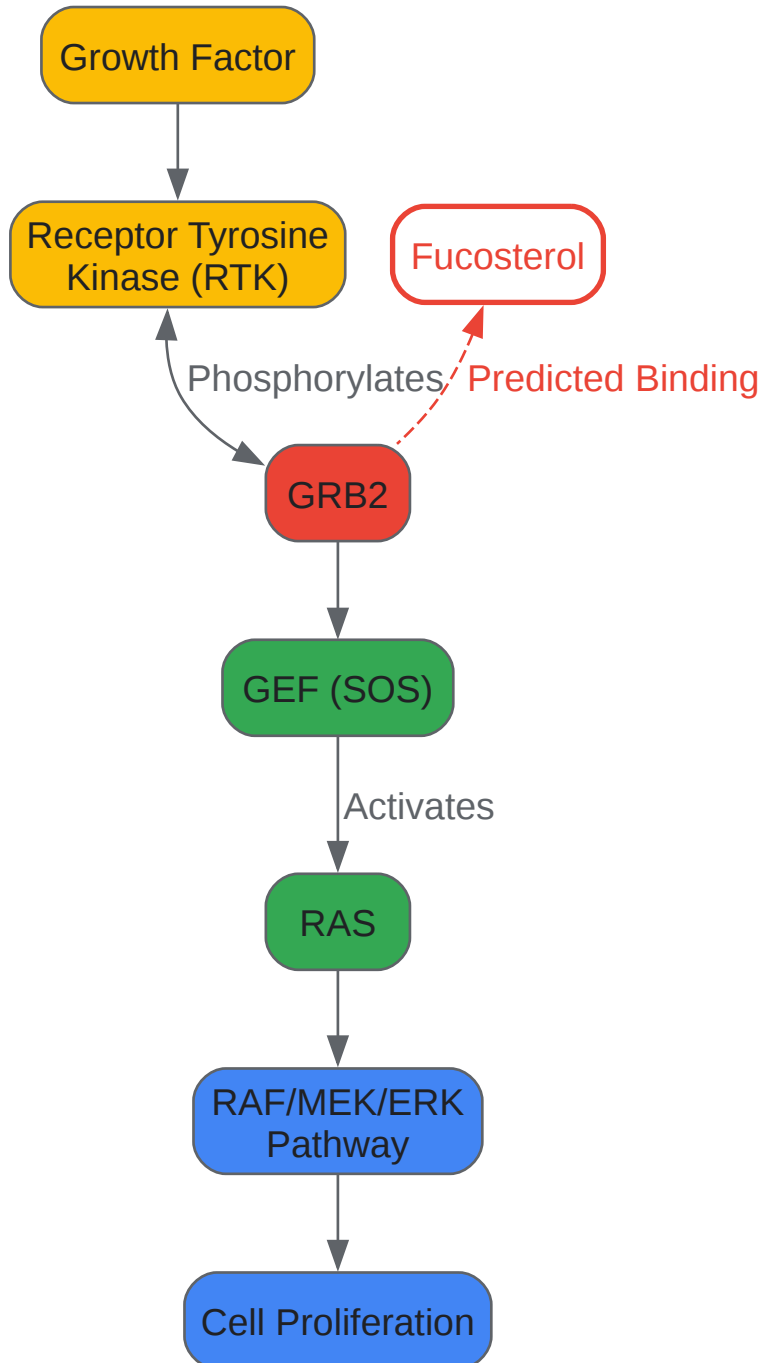 Growth Factor
Receptor Tyrosine
Kinase (RTK)
Fucosterol
Phosphorylates
Predicted Binding
GRB2
GEF (SOS)
Activates
RAS
RAF/MEK/ERK
Pathway
Cell Proliferation